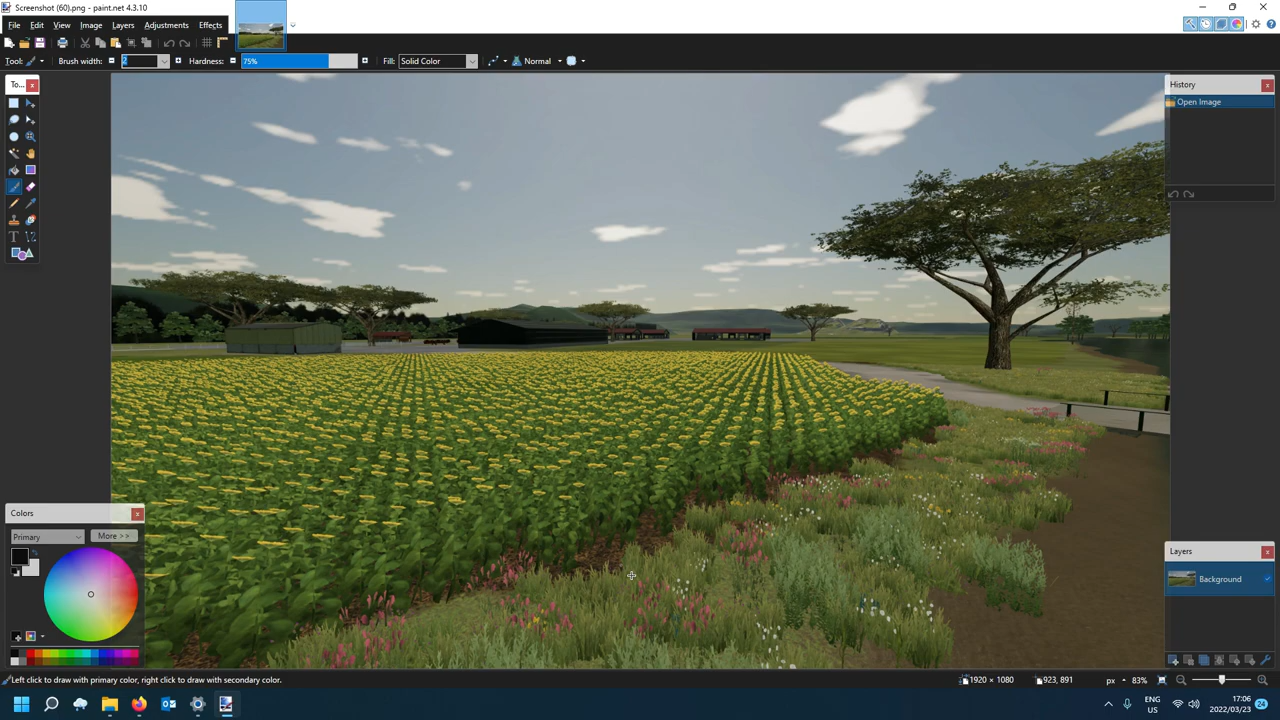 Screenshot (60).png - paint.net 4.3.10
File Edit View Image Layers Adjustments Effects
Tool: Brush width: 2 Hardness: 75% Fill: Solid Color Normal
To...
History
Open Image
Colors
Primary
More >>
Layers
Background
Left click to draw with primary color, right click to draw with secondary color.
1920 × 1080
923, 891
px
83%
ENG
US
17:06
2022/03/23
24